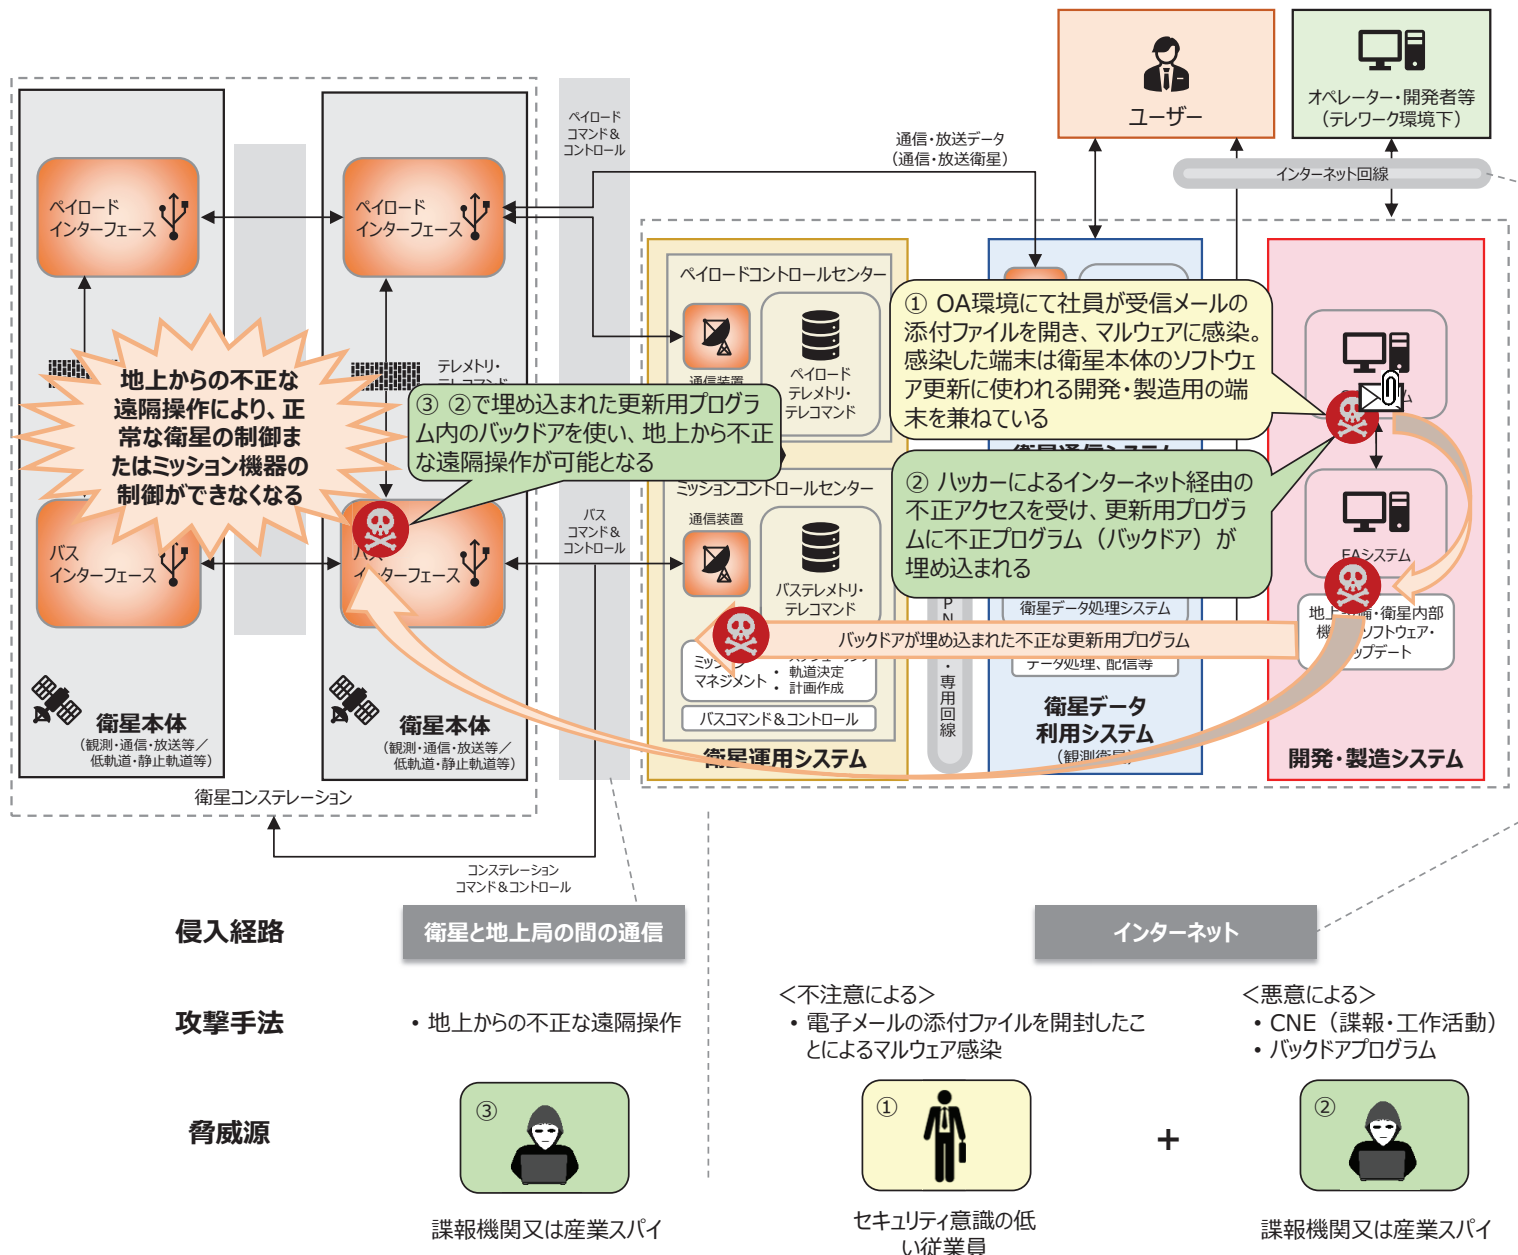 ユーザー
オペレーター・開発者等
（テレワーク環境下）
インターネット回線
ペイロード
コマンド＆
コントロール
通信・放送データ
（通信・放送衛星）
ペイロード
インターフェース
ペイロード
インターフェース
テレメトリ・
地上からの不正な
遠隔操作により、正
常な衛星の制御ま
たはミッション機器の
制御ができなくなる
バス
インターフェース
バス
インターフェース
バス
コマンド＆
コントロール
衛星本体
（観測・通信・放送等／
低軌道・静止軌道等）
衛星本体
（観測・通信・放送等／
低軌道・静止軌道等）
衛星コンステレーション
コンステレーション
コマンド＆コントロール
ペイロードコントロールセンター
通信装置
ペイロード
テレメトリ・
テレコマンド
③ ②で埋め込まれた更新用プログラ
ム内のバックドアを使い、地上から不正
な遠隔操作が可能となる
ミッションコントロールセンター
通信装置
バステレメトリ・
テレコマンド
マネジメント
・ 軌道決定
・ 計画作成
バスコマンド＆コントロール
衛星運用システム
① OA環境にて社員が受信メールの
添付ファイルを開き、マルウェアに感染。
感染した端末は衛星本体のソフトウェ
ア更新に使われる開発・製造用の端
末を兼ねている
② ハッカーによるインターネット経由の
不正アクセスを受け、更新用プログラ
ムに不正プログラム（バックドア）が
埋め込まれる
衛星データ処理システム
バックドアが埋め込まれた不正な更新用プログラム
データ処理、配信等
・専用回線
衛星データ
利用システム
（観測衛星）
FAシステム
開発・製造システム
侵入経路
衛星と地上局の間の通信
インターネット
攻撃手法
・ 地上からの不正な遠隔操作
＜不注意による＞
・ 電子メールの添付ファイルを開封したこ
とによるマルウェア感染
＜悪意による＞
・ CNE（諜報・工作活動）
・ バックドアプログラム
脅威源
③
諜報機関又は産業スパイ
①
セキュリティ意識の低
い従業員
+
②
諜報機関又は産業スパイ